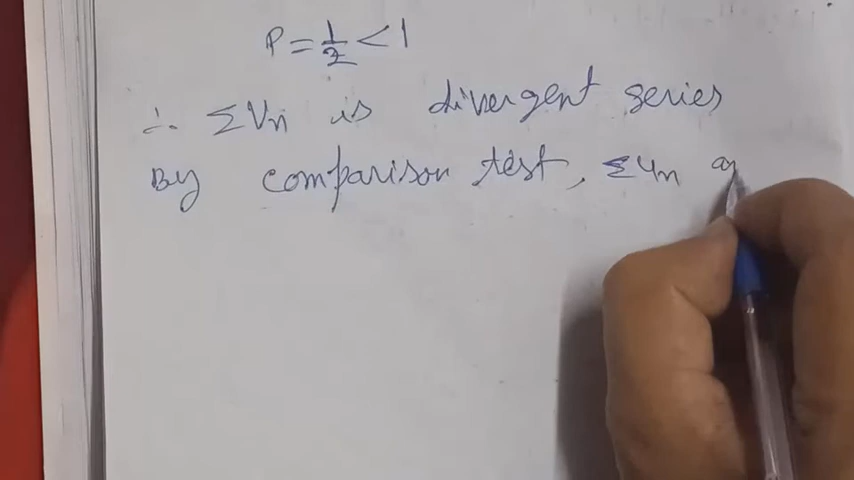 P = 1/2 < 1
∴ ΣVn is divergent series
By comparison test, ΣUn